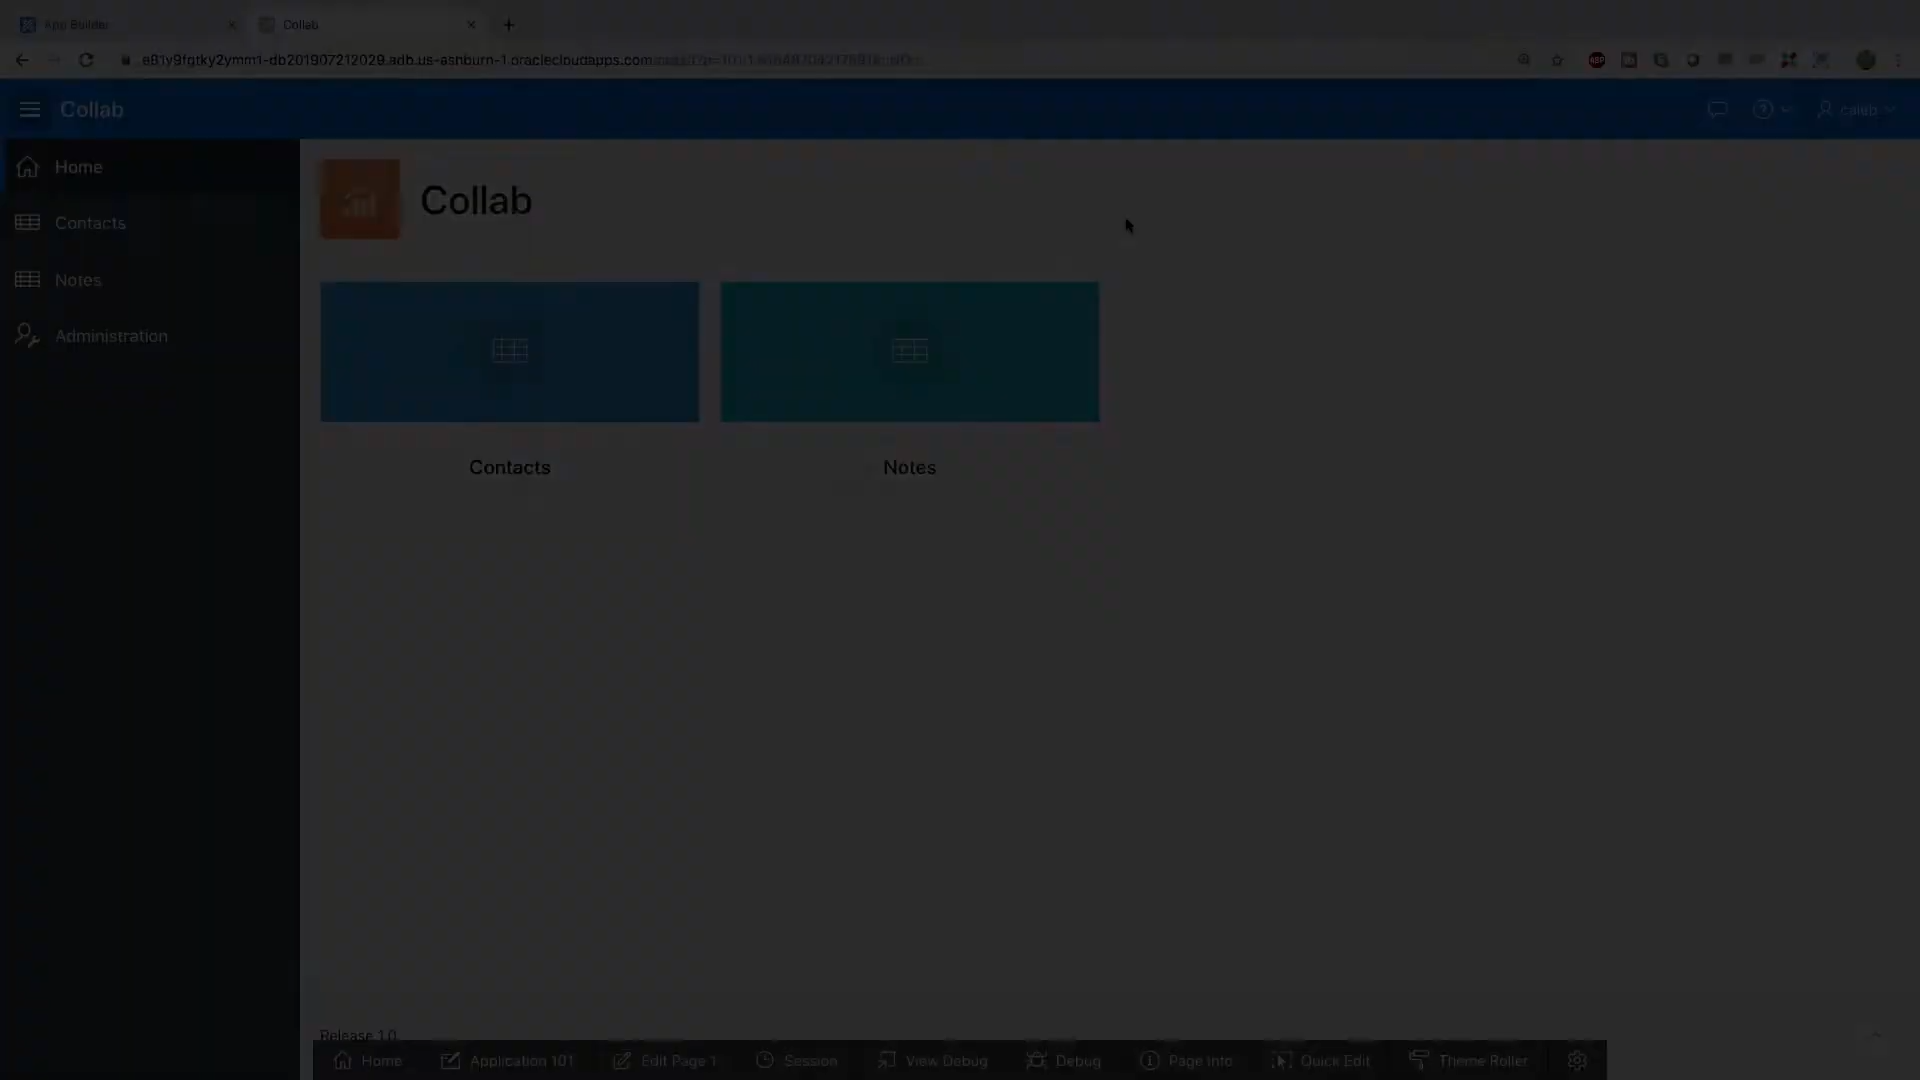 App Builder
Collab
e81y9fgtky2ymm1-db201907212029.adb.us-ashburn-1.oraclecloudapps.com
ABP
Collab
caleb
Home
Contacts
Notes
Administration
Collab
Contacts
Notes
Release 1.0
Home
Application 101
Edit Page 1
Session
View Debug
Debug
Page Info
Quick Edit
Theme Roller